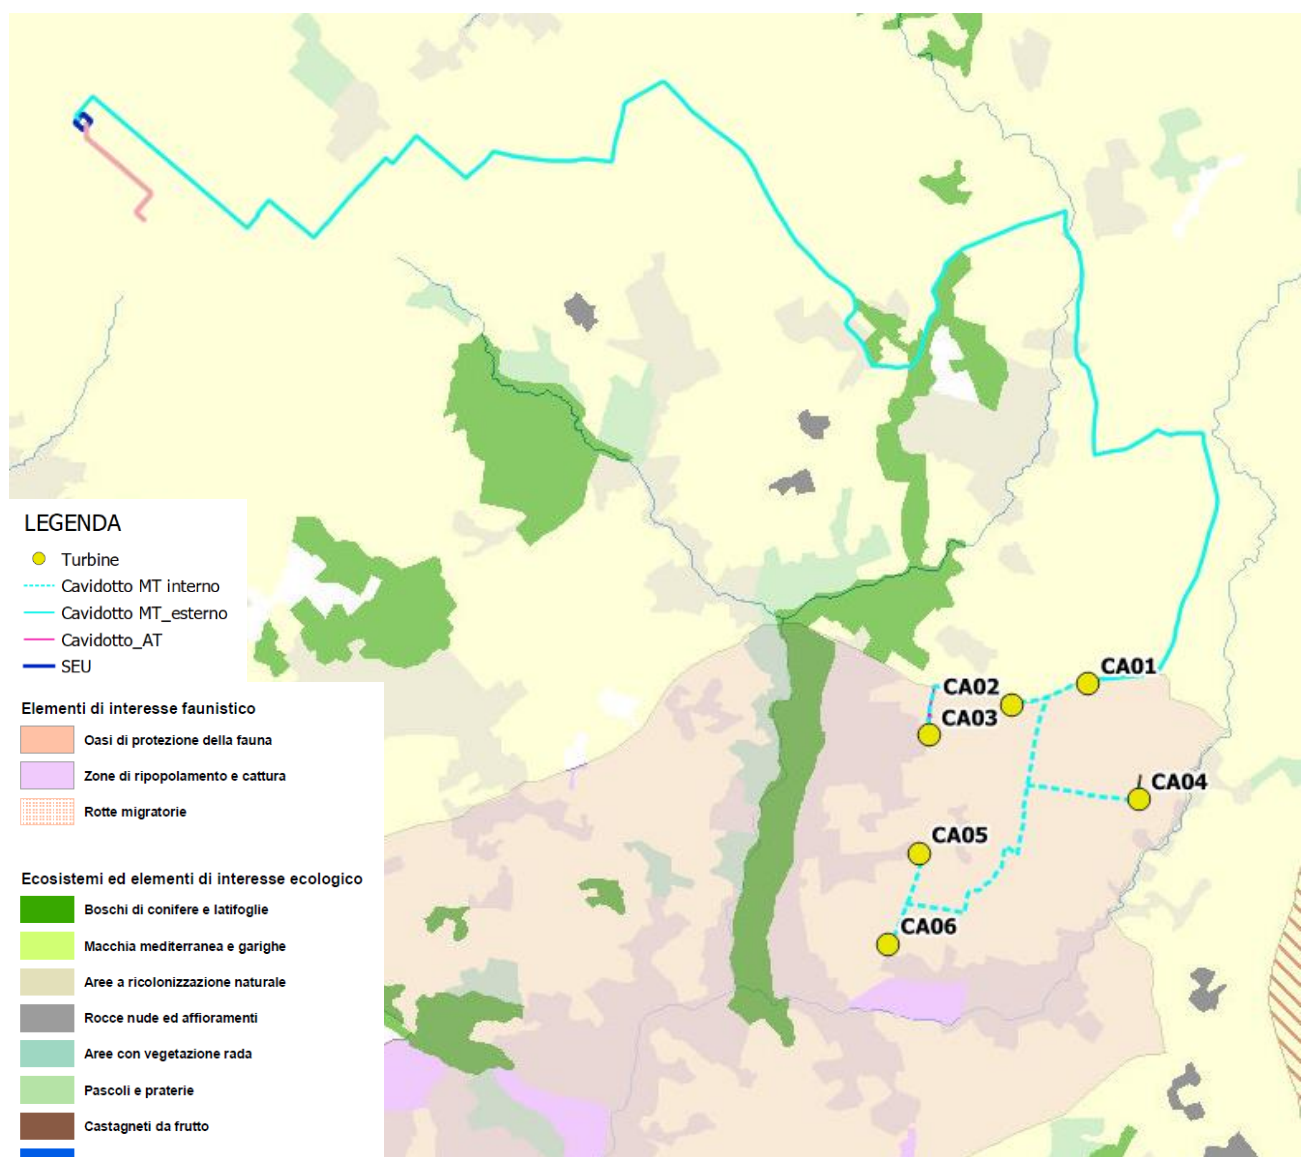 CA01
CA02
CA03
CA04
CA05
CA06
LEGENDA
Turbine
Cavidotto MT interno
Cavidotto MT_esterno
Cavidotto_AT
SEU
Elementi di interesse faunistico
Oasi di protezione della fauna
Zone di ripopolamento e cattura
Rotte migratorie
Ecosistemi ed elementi di interesse ecologico
Boschi di conifere e latifoglie
Macchia mediterranea e garighe
Aree a ricolonizzazione naturale
Rocce nude ed affioramenti
Aree con vegetazione rada
Pascoli e praterie
Castagneti da frutto